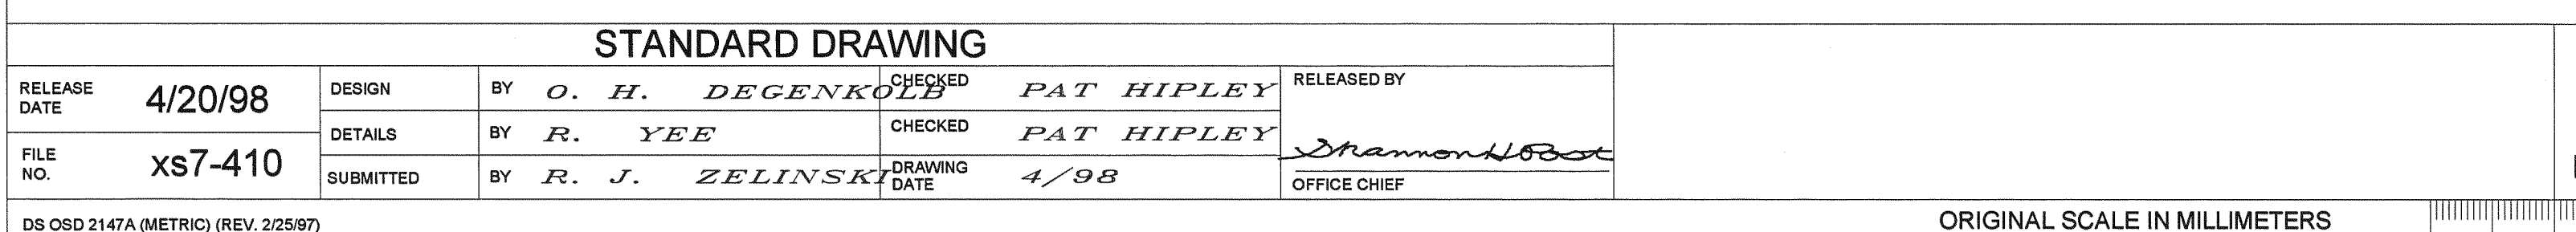 STANDARD DRAWING
RELEASE DATE 4/20/98
FILE NO. xs7-410
DESIGN BY O. H. DEGENKOLB CHECKED PAT HIPLEY
DETAILS BY R. YEE CHECKED PAT HIPLEY
SUBMITTED BY R. J. ZELINSKI DRAWING DATE 4/98
RELEASED BY
OFFICE CHIEF
DS OSD 2147A (METRIC) (REV. 2/25/97)
ORIGINAL SCALE IN MILLIMETERS